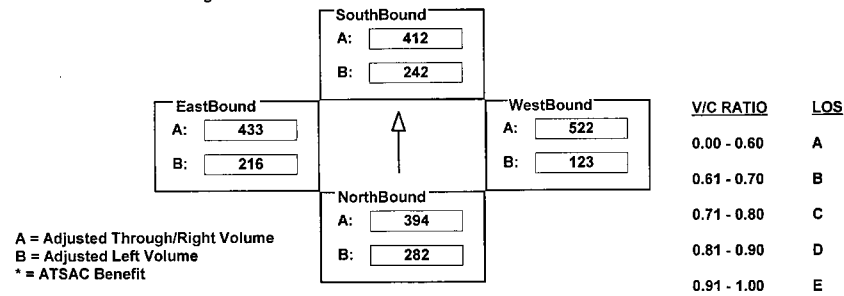 SouthBound
A: 412
B: 242
EastBound
A: 433
B: 216
WestBound
A: 522
B: 123
NorthBound
A: 394
B: 282
A = Adjusted Through/Right Volume
B = Adjusted Left Volume
* = ATSAC Benefit
V/C RATIO LOS
0.00 - 0.60 A
0.61 - 0.70 B
0.71 - 0.80 C
0.81 - 0.90 D
0.91 - 1.00 E